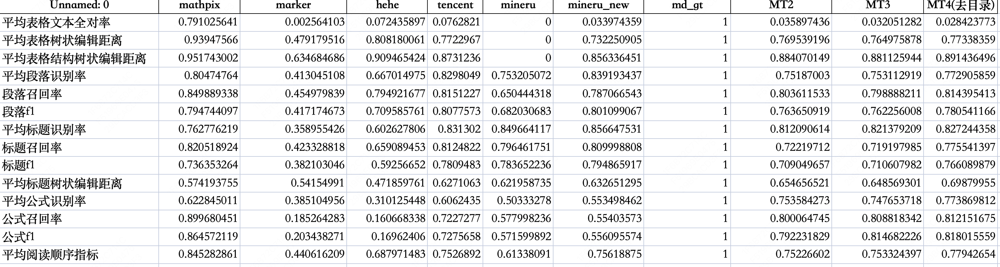 Unnamed: 0 mathpix marker hehe tencent mineru mineru_new md_gt MT2 MT3 MT4(去目录)
平均表格文本全对率 0.791025641 0.002564103 0.072435897 0.0762821 0 0.033974359 1 0.035897436 0.032051282 0.028423773
平均表格树状编辑距离 0.93947566 0.479179516 0.808180061 0.7722967 0 0.732250905 1 0.769539196 0.764975878 0.77338359
平均表格结构树状编辑距离 0.951743002 0.634684686 0.909465424 0.8731236 0 0.856336451 1 0.884070149 0.881125944 0.891436496
平均段落识别率 0.80474764 0.413045108 0.667014975 0.8298049 0.753205072 0.839193437 1 0.75187003 0.753112919 0.772905859
段落召回率 0.849889338 0.454979839 0.794921677 0.8151227 0.650444318 0.787066543 1 0.803611533 0.798888211 0.814395413
段落f1 0.794744097 0.417174673 0.709585761 0.8077573 0.682030683 0.801099067 1 0.763650919 0.762256008 0.780541166
平均标题识别率 0.762776219 0.358955426 0.602627806 0.831302 0.849664117 0.856647531 1 0.812090614 0.821379209 0.827244358
标题召回率 0.820518924 0.423328818 0.659089453 0.8124822 0.796461751 0.809998808 1 0.72219712 0.719197985 0.775541397
标题f1 0.736353264 0.382103046 0.59256652 0.7809483 0.783652236 0.794865917 1 0.709049657 0.710607982 0.766089879
平均标题树状编辑距离 0.574193755 0.54154991 0.471859761 0.6271063 0.621958735 0.632651295 1 0.654656521 0.648569301 0.69879955
平均公式识别率 0.622845011 0.385104956 0.310125448 0.6062435 0.50333278 0.553498462 1 0.753584273 0.747653718 0.773869812
公式召回率 0.899680451 0.185264283 0.160668338 0.7227277 0.577998236 0.55403573 1 0.800064745 0.808818342 0.812151675
公式f1 0.864572119 0.203438271 0.16962406 0.7275658 0.571599892 0.556095574 1 0.792231829 0.814682226 0.818015559
平均阅读顺序指标 0.845282861 0.440616209 0.687971483 0.7526892 0.61338091 0.75618875 1 0.75226602 0.753324397 0.77942654